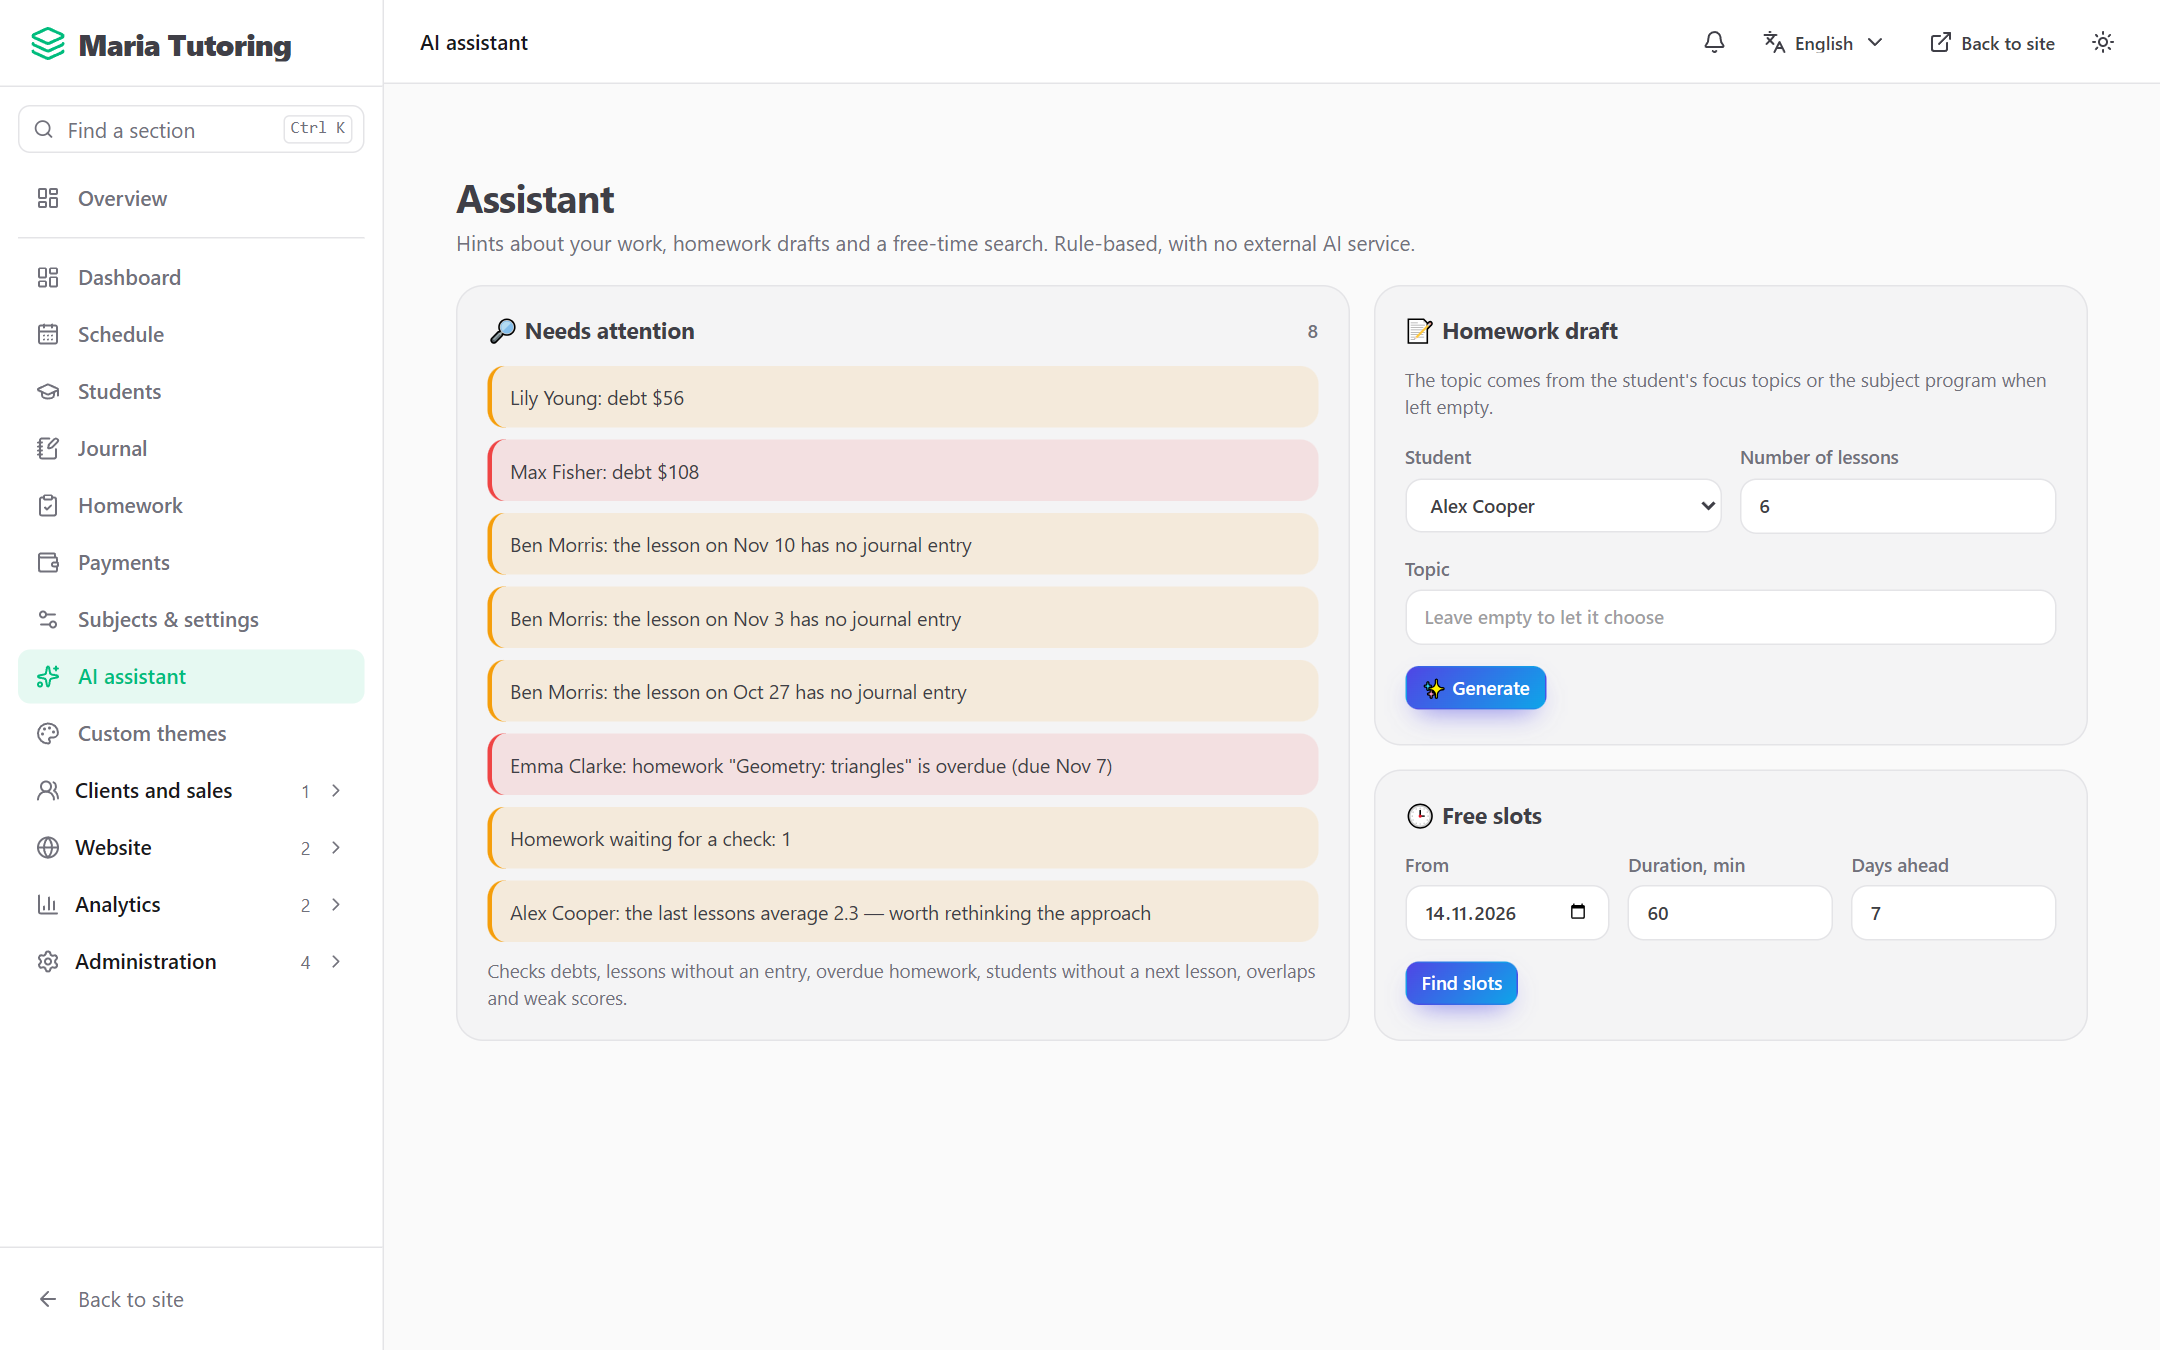 Maria Tutoring
Find a section
Ctrl K
Overview
Dashboard
Schedule
Students
Journal
Homework
Payments
Subjects & settings
AI assistant
Custom themes
Clients and sales 1
Website 2
Analytics 2
Administration 4
Back to site
AI assistant
English
Back to site
Assistant
Hints about your work, homework drafts and a free-time search. Rule-based, with no external AI service.
Needs attention 8
Lily Young: debt $56
Max Fisher: debt $108
Ben Morris: the lesson on Nov 10 has no journal entry
Ben Morris: the lesson on Nov 3 has no journal entry
Ben Morris: the lesson on Oct 27 has no journal entry
Emma Clarke: homework "Geometry: triangles" is overdue (due Nov 7)
Homework waiting for a check: 1
Alex Cooper: the last lessons average 2.3 — worth rethinking the approach
Checks debts, lessons without an entry, overdue homework, students without a next lesson, overlaps
and weak scores.
Homework draft
The topic comes from the student's focus topics or the subject program when
left empty.
Student
Number of lessons
Alex Cooper
6
Topic
Leave empty to let it choose
Generate
Free slots
From
Duration, min
Days ahead
14.11.2026
60
7
Find slots